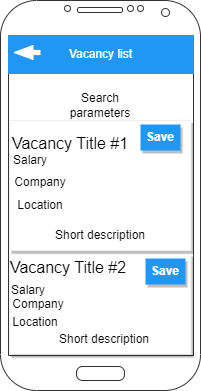 Vacancy list
Search
parameters
Vacancy Title #1
Save
Salary
Company
Location
Short description
Vacancy Title #2
Save
Salary
Company
Location
Short description